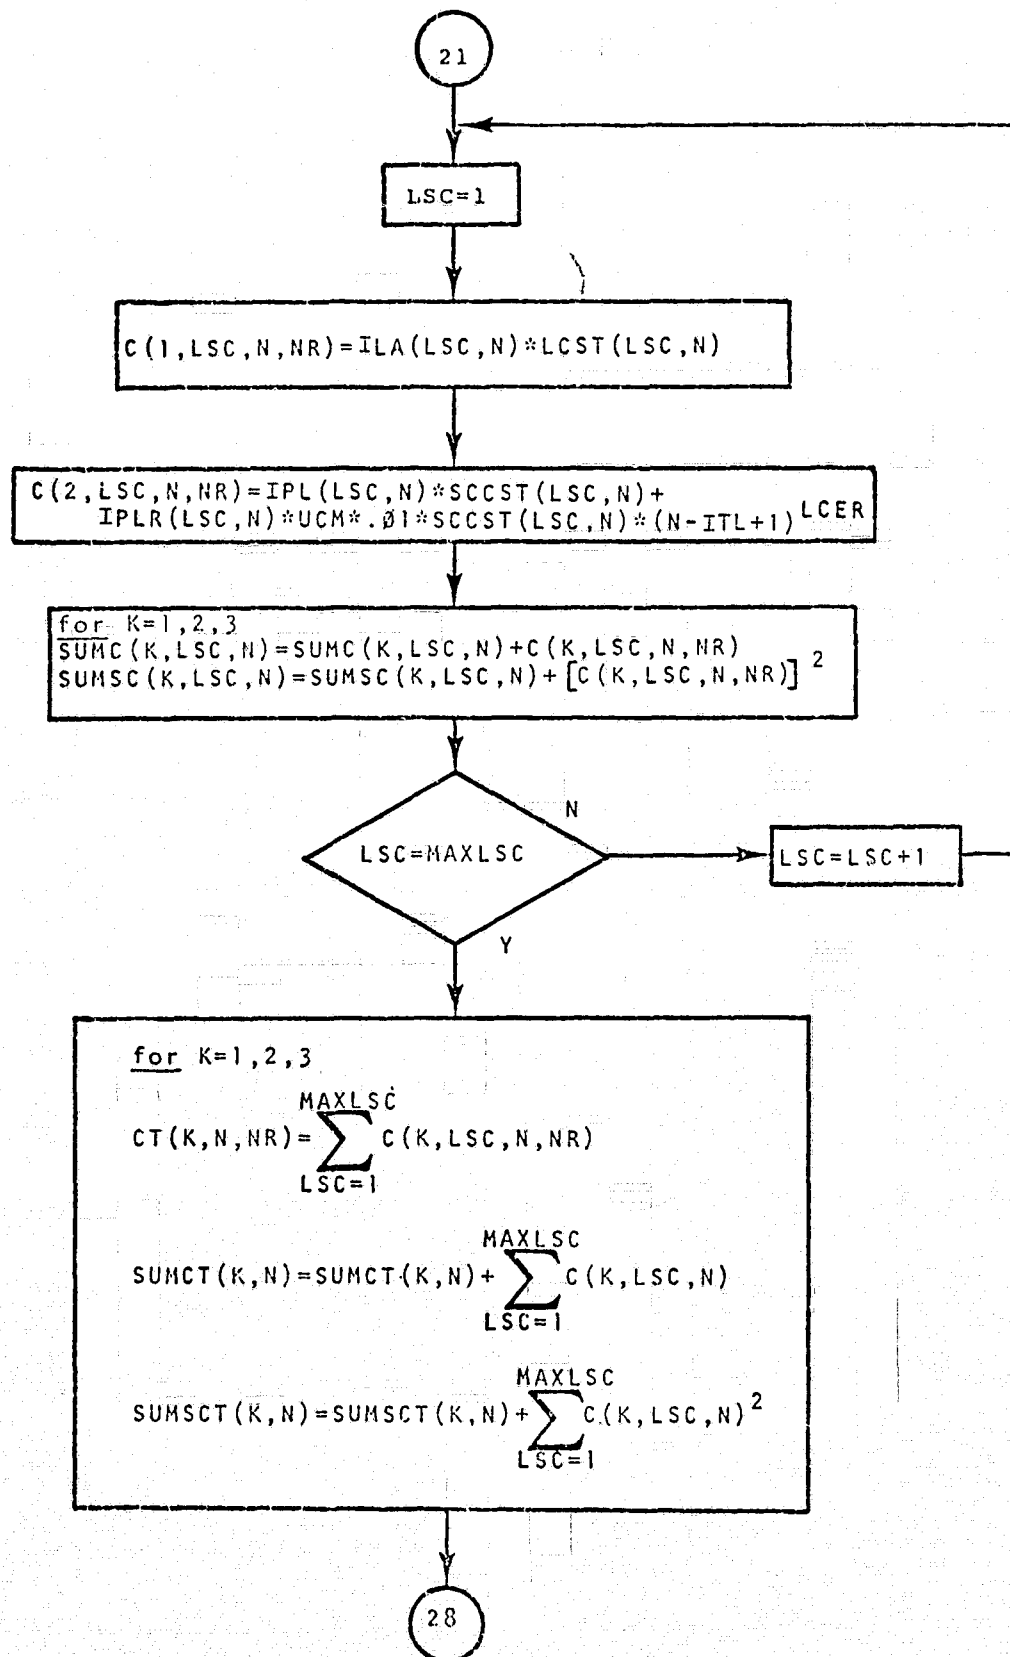 21
LSC=1
C(1,LSC,N,NR)=ILA(LSC,N)*LCST(LSC,N)
C(2,LSC,N,NR)=IPL(LSC,N)*SCCST(LSC,N)+
IPLR(LSC,N)*UCM*.Ø1*SCCST(LSC,N)*(N-ITL+1)LCER
for K=1,2,3
SUMC(K,LSC,N)=SUMC(K,LSC,N)+C(K,LSC,N,NR)
SUMSC(K,LSC,N)=SUMSC(K,LSC,N)+[C(K,LSC,N,NR)]2
N
LSC=MAXLSC
LSC=LSC+1
Y
for K=1,2,3
MAXLSC
CT(K,N,NR)=∑C(K,LSC,N,NR)
LSC=1
MAXLSC
SUMCT(K,N)=SUMCT(K,N)+∑C(K,LSC,N)
LSC=1
MAXLSC
SUMSCT(K,N)=SUMSCT(K,N)+∑C(K,LSC,N)2
LSC=1
28